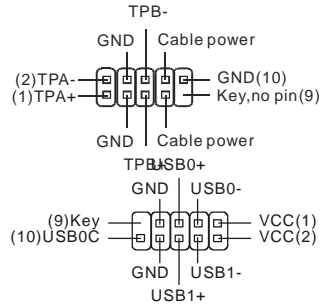 TPB-
GND Cable power
(2)TPA- GND(10)
(1)TPA+ Key,no pin(9)
GND Cable power
TPB+ USB0+
GND USB0-
(9)Key VCC(1)
(10)USB0C VCC(2)
GND USB1-
USB1+